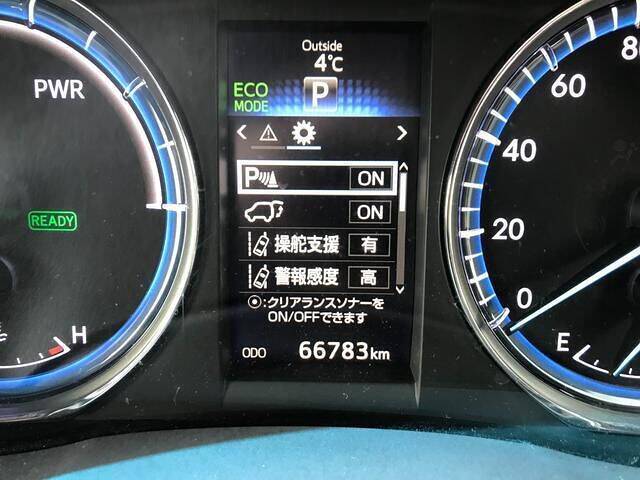 Outside
4°C
PWR
ECO
MODE
P
READY
P ON
ON
操舵支援 有
警報感度 高
⦿:クリアランスソナーを
ON/OFFできます
ODO 66783km
H
80
60
40
20
0
E